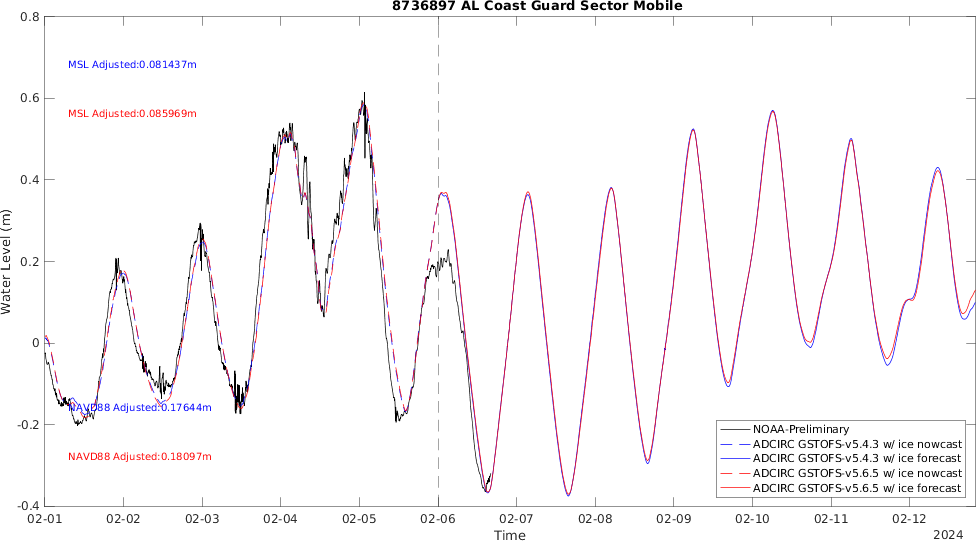 8736897 AL Coast Guard Sector Mobile
0.8
MSL Adjusted:0.081437m
0.6
MSL Adjusted:0.085969m
0.4
Water Level (m)
0.2
0
NAVD88 Adjusted:0.17644m
-0.2
NAVD88 Adjusted:0.18097m
-0.4
NOAA-Preliminary
ADCIRC GSTOFS-v5.4.3 w/ ice nowcast
ADCIRC GSTOFS-v5.4.3 w/ ice forecast
ADCIRC GSTOFS-v5.6.5 w/ ice nowcast
ADCIRC GSTOFS-v5.6.5 w/ ice forecast
02-01 02-02 02-03 02-04 02-05 02-06 02-07 02-08 02-09 02-10 02-11 02-12
Time
2024